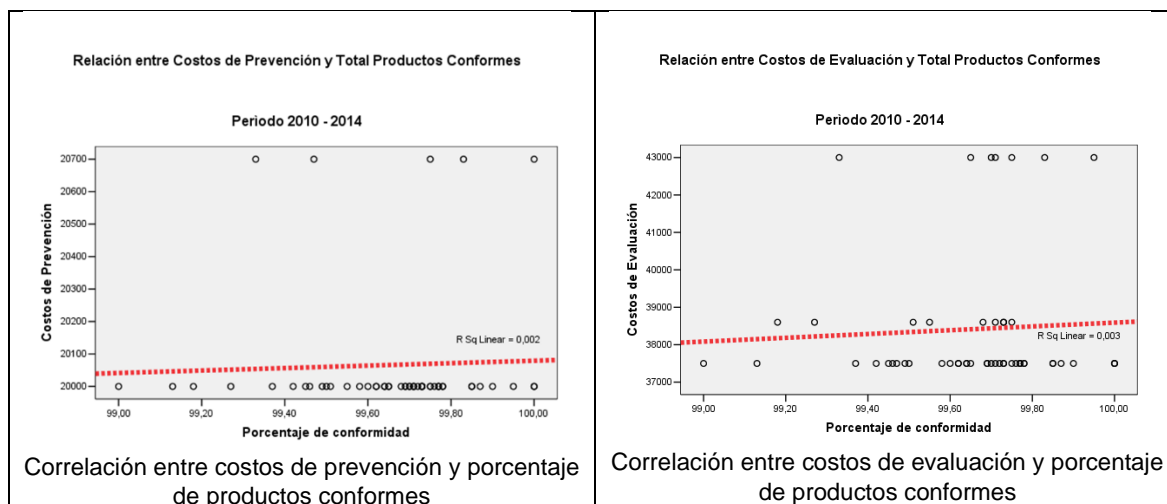 Relación entre Costos de Prevención y Total Productos Conformes
Periodo 2010 - 2014
Costos de Prevención
20700
20600
20500
20400
20300
20200
20100
20000
R Sq Linear = 0,002
99,00
99,20
99,40
99,60
99,80
100,00
Porcentaje de conformidad
Correlación entre costos de prevención y porcentaje
de productos conformes
Relación entre Costos de Evaluación y Total Productos Conformes
Periodo 2010 - 2014
Costos de Evaluación
43000
42000
41000
40000
39000
38000
37000
R Sq Linear = 0,003
99,00
99,20
99,40
99,60
99,80
100,00
Porcentaje de conformidad
Correlación entre costos de evaluación y porcentaje
de productos conformes